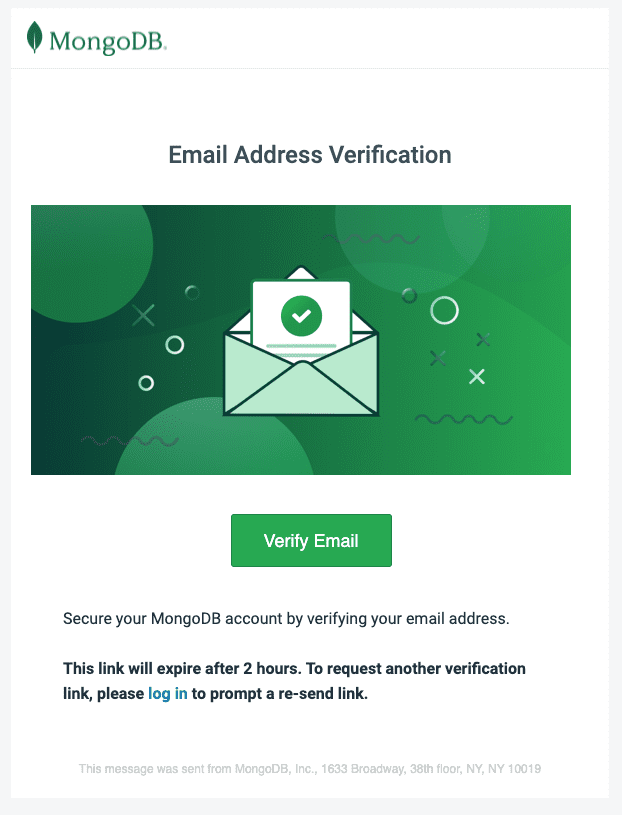 MongoDB.
Email Address Verification
Verify Email
Secure your MongoDB account by verifying your email address.
This link will expire after 2 hours. To request another verification
link, please log in to prompt a re-send link.
This message was sent from MongoDB, Inc., 1633 Broadway, 38th floor, NY, NY 10019